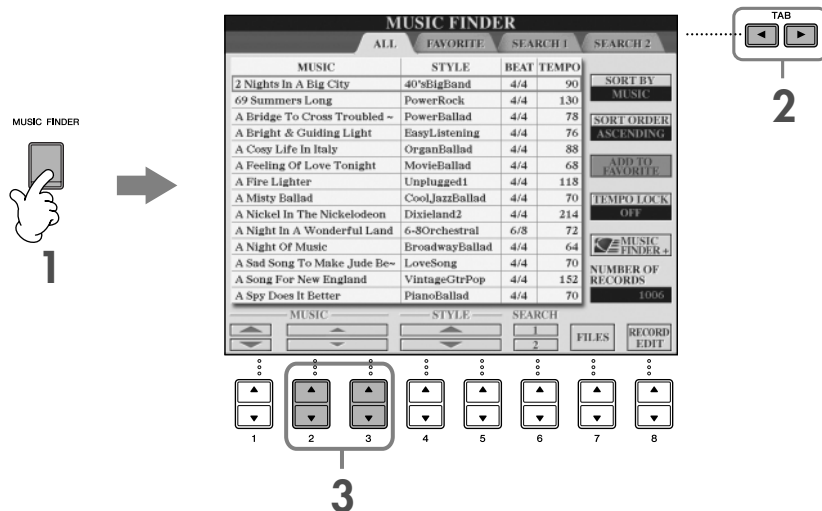 MUSIC FINDER
ALL FAVORITE SEARCH 1 SEARCH 2
TAB
2
MUSIC STYLE BEAT TEMPO
2 Nights In A Big City 40'sBigBand 4/4 90
69 Summers Long PowerRock 4/4 130
A Bridge To Cross Troubled ~ PowerBallad 4/4 78
A Bright & Guiding Light EasyListening 4/4 76
A Cosy Life In Italy OrganBallad 4/4 88
A Feeling Of Love Tonight MovieBallad 4/4 68
A Fire Lighter Unplugged1 4/4 118
A Misty Ballad CoolJazzBallad 4/4 70
A Nickel In The Nickelodeon Dixieland2 4/4 214
A Night In A Wonderful Land 6-8Orchestral 6/8 72
A Night Of Music BroadwayBallad 4/4 64
A Sad Song To Make Jude Be~ LoveSong 4/4 70
A Song For New England VintageGtrPop 4/4 152
A Spy Does It Better PianoBallad 4/4 70
SORT BY
MUSIC
SORT ORDER
ASCENDING
ADD TO
FAVORITE
TEMPO LOCK
OFF
MUSIC
FINDER+
NUMBER OF
RECORDS
1006
MUSIC STYLE SEARCH
1
2
FILES
RECORD
EDIT
MUSIC FINDER
1
1 2 3 4 5 6 7 8
3